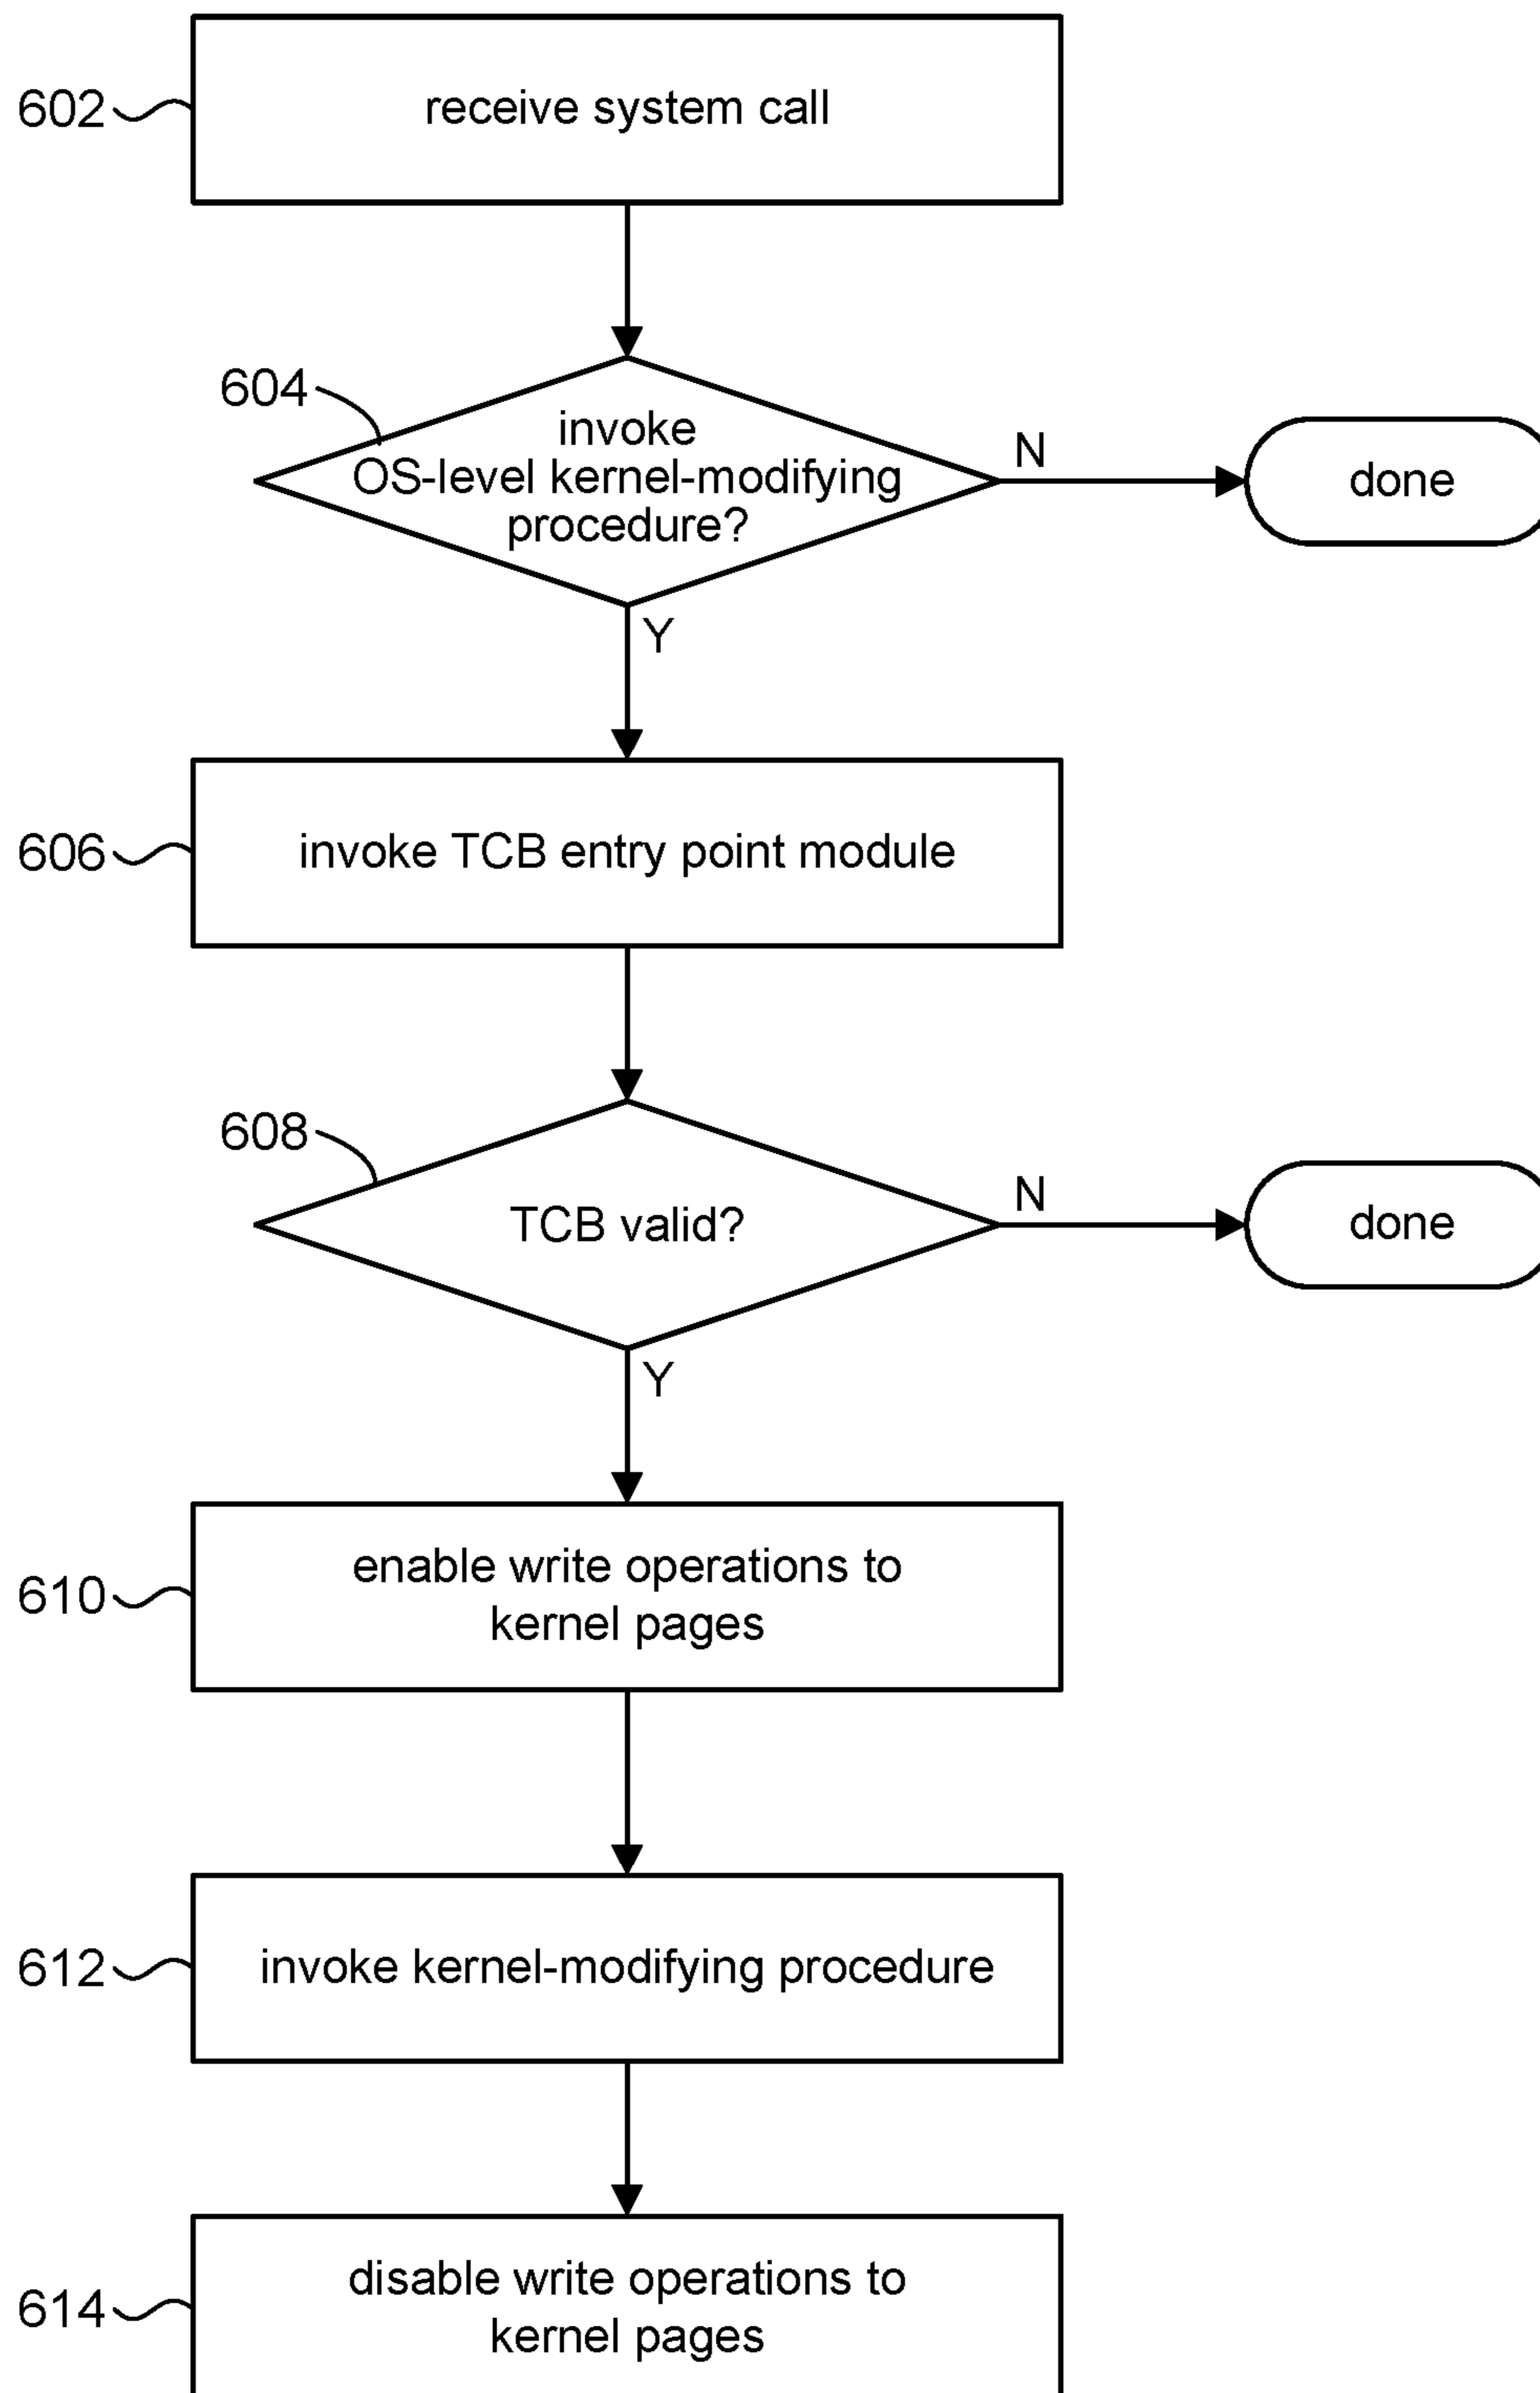 602
receive system call
604
invoke
OS-level kernel-modifying
procedure?
N
done
Y
606
invoke TCB entry point module
608
TCB valid?
N
done
Y
610
enable write operations to
kernel pages
612
invoke kernel-modifying procedure
614
disable write operations to
kernel pages